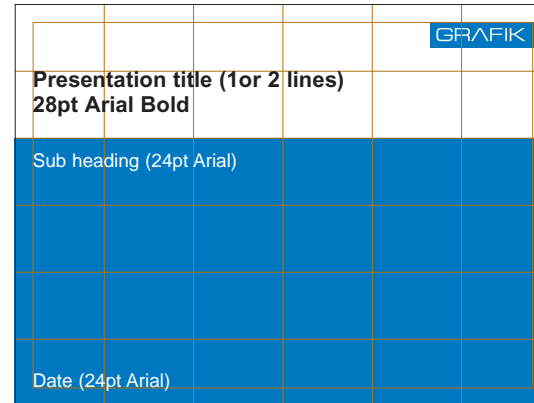 GRAFIK
Presentation title (1or 2 lines)
28pt Arial Bold
Sub heading (24pt Arial)
Date (24pt Arial)